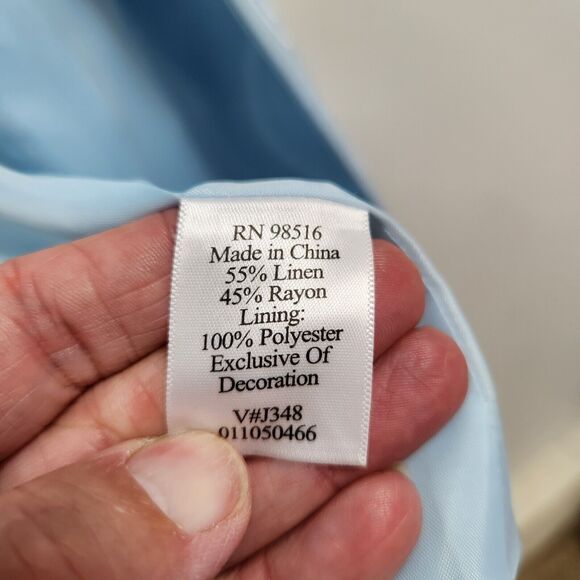 RN 98516
Made in China
55% Linen
45% Rayon
Lining:
100% Polyester
Exclusive Of
Decoration
V#J348
011050466